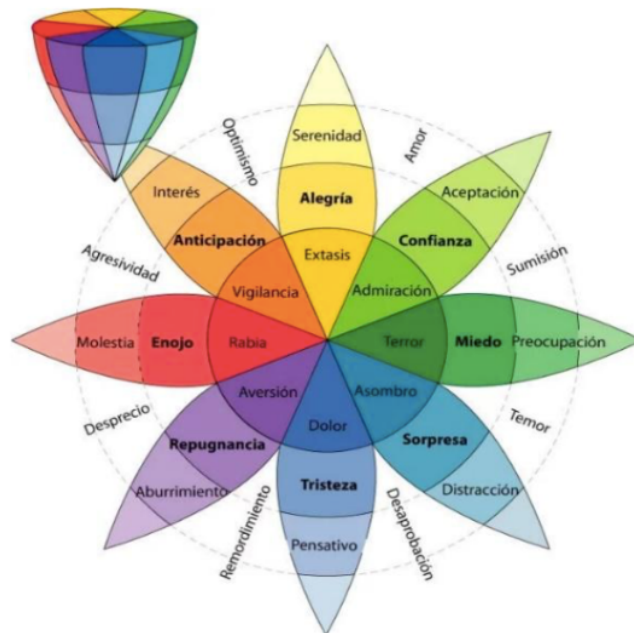 Serenidad
Optimismo
Amor
Interés
Alegría
Aceptación
Anticipación
Confianza
Extasis
Agresividad
Sumisión
Vigilancia
Admiración
Molestia
Enojo
Rabia
Terror
Miedo
Preocupación
Aversión
Asombro
Desprecio
Temor
Dolor
Repugnancia
Sorpresa
Aburrimiento
Tristeza
Distracción
Remordimiento
Desaprobación
Pensativo